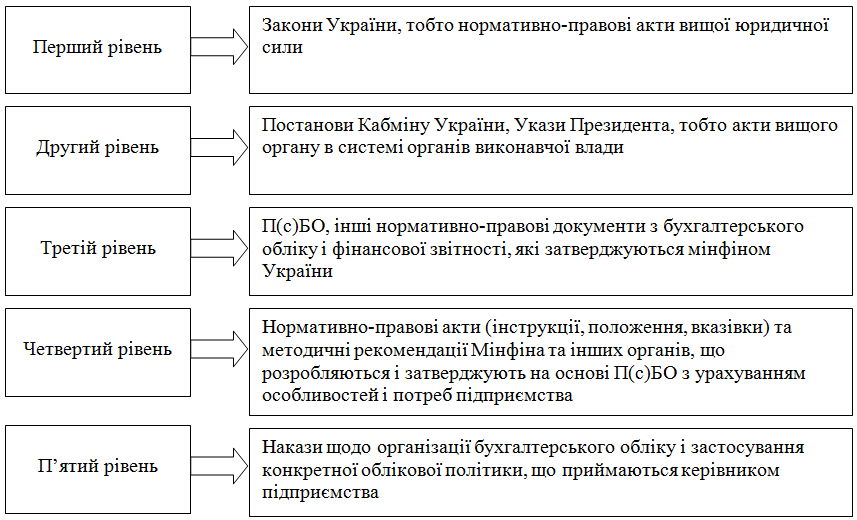 Перший рівень
Закони України, тобто нормативно-правові акти вищої юридичної
сили
Другий рівень
Постанови Кабміну України, Укази Президента, тобто акти вищого
органу в системі органів виконавчої влади
Третій рівень
П(с)БО, інші нормативно-правові документи з бухгалтерського
обліку і фінансової звітності, які затверджуються мінфіном
України
Четвертий рівень
Нормативно-правові акти (інструкції, положення, вказівки) та
методичні рекомендації Мінфіна та інших органів, що
розробляються і затверджують на основі П(с)БО з урахуванням
особливостей і потреб підприємства
П’ятий рівень
Накази щодо організації бухгалтерського обліку і застосування
конкретної облікової політики, що приймаються керівником
підприємства